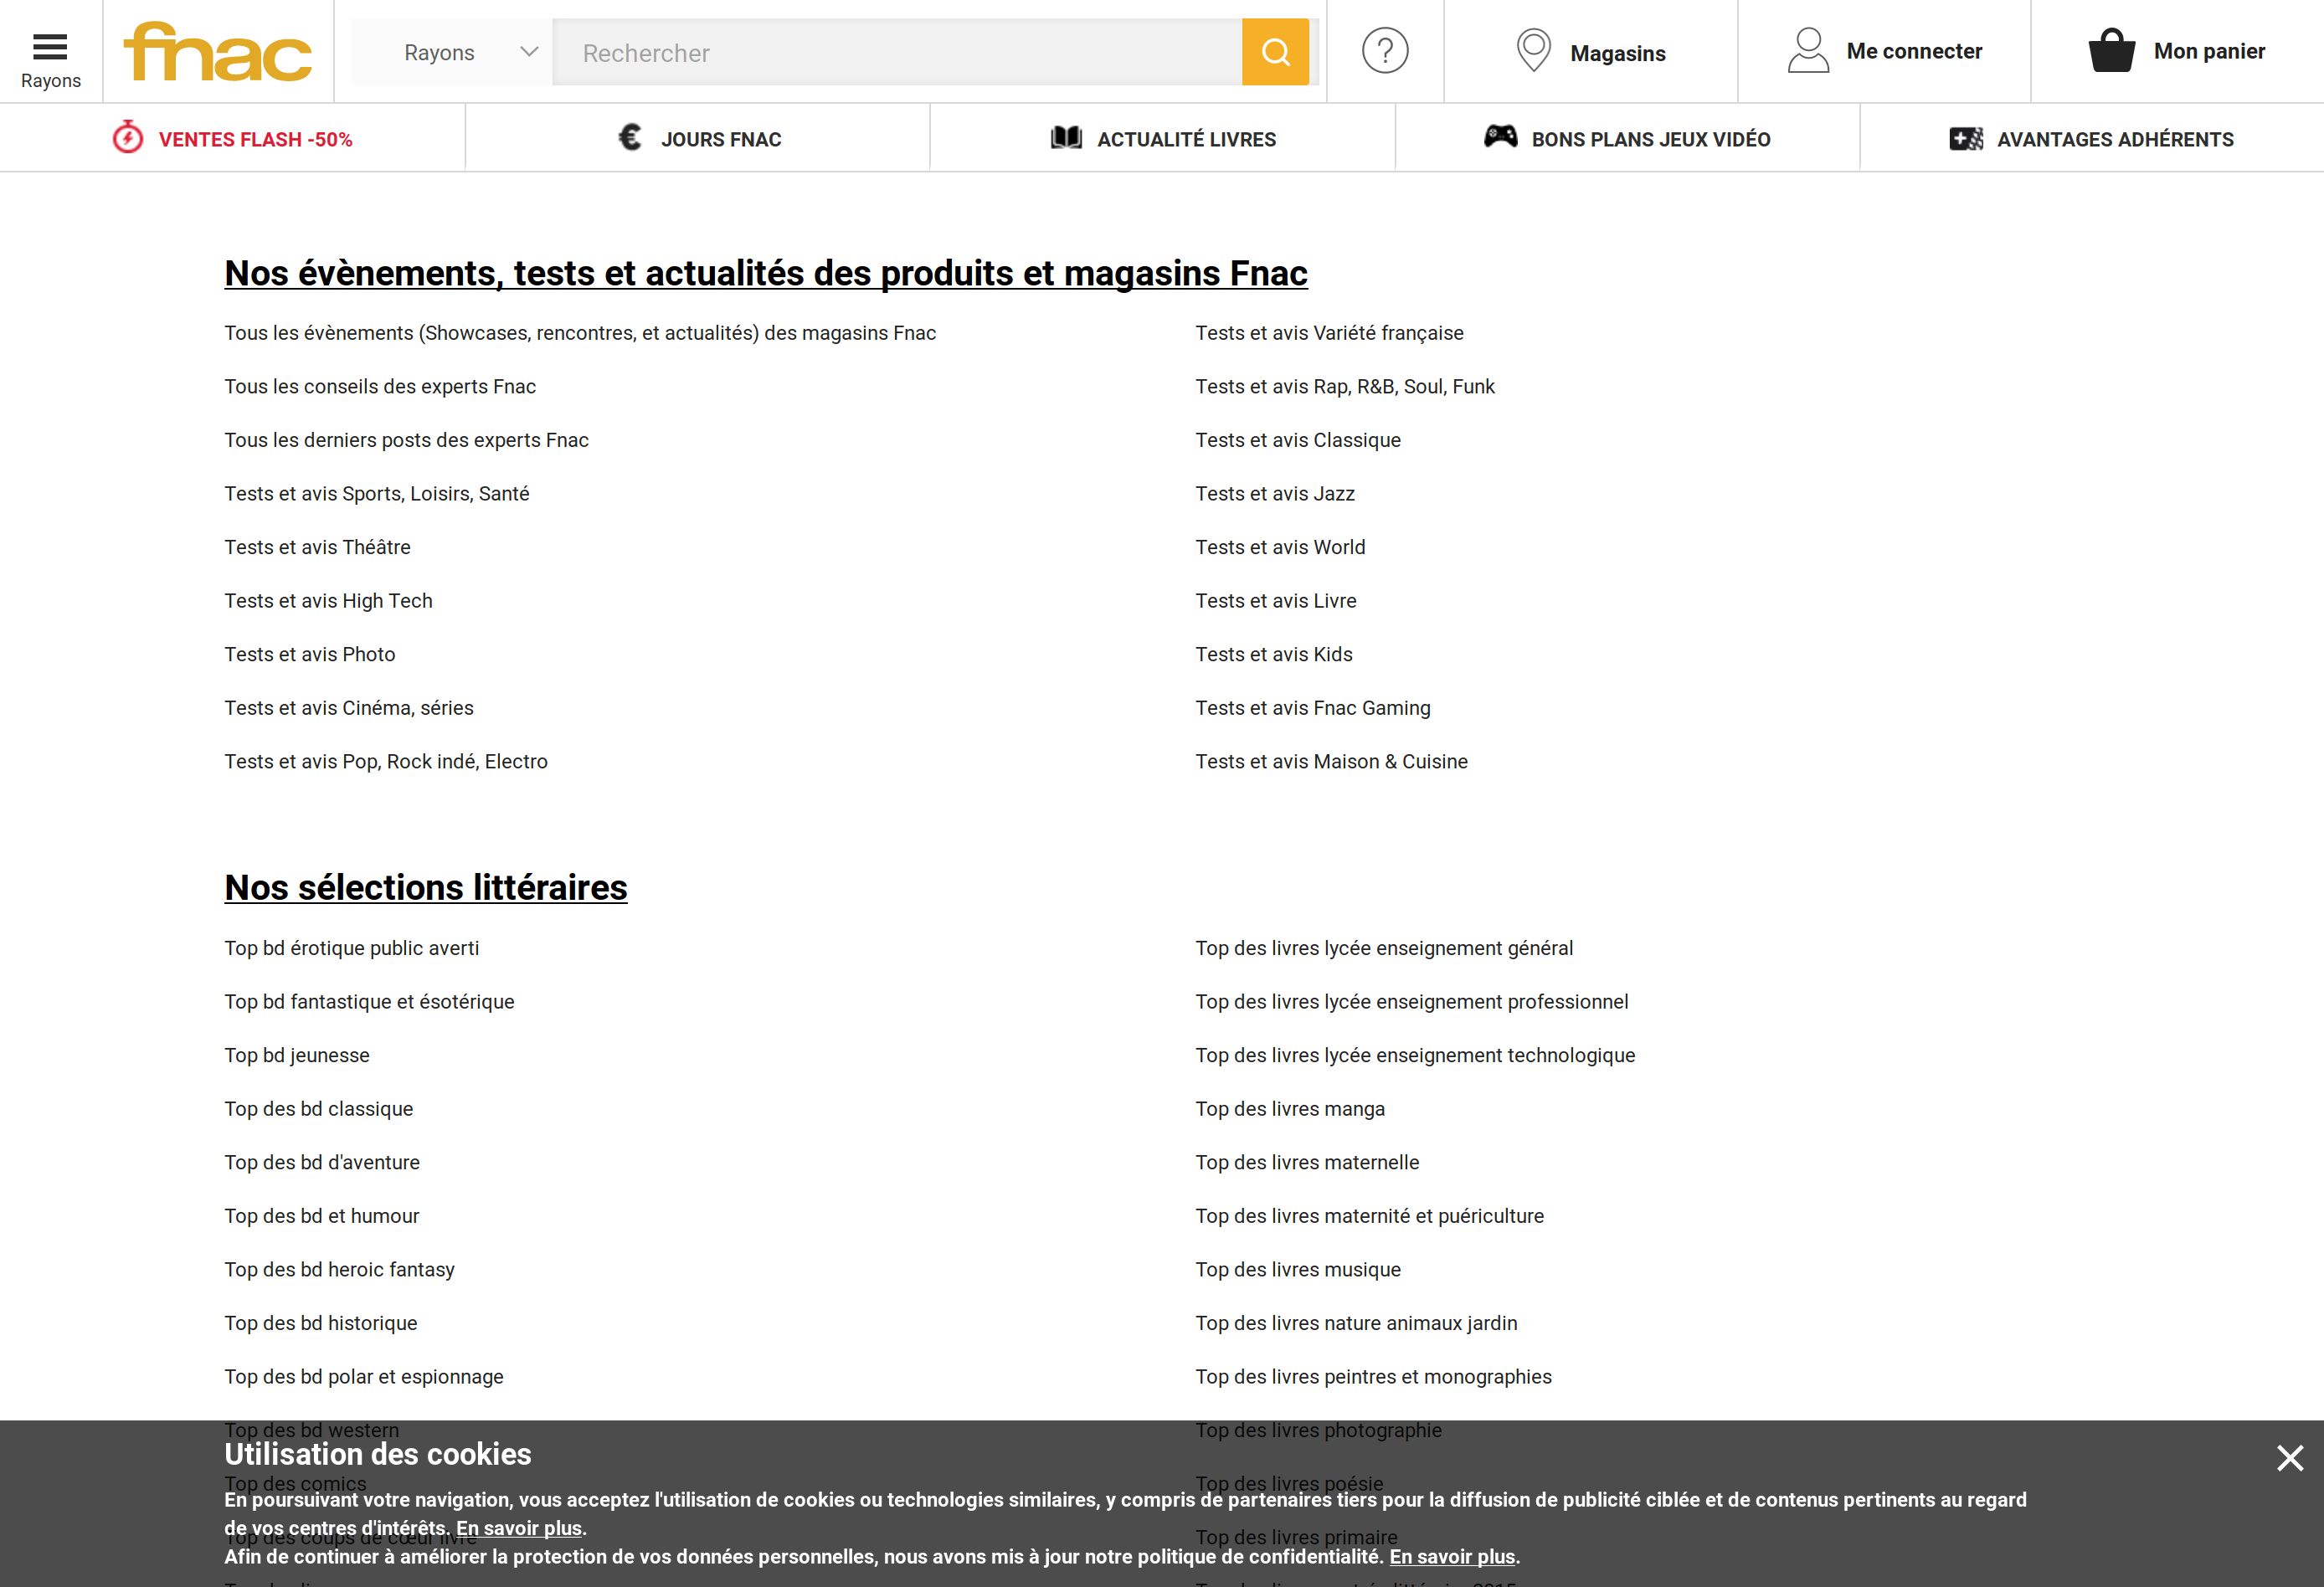 Rayons
fnac
Rayons
Rechercher
?
Magasins
Me connecter
Mon panier
VENTES FLASH -50%
€ JOURS FNAC
ACTUALITÉ LIVRES
BONS PLANS JEUX VIDÉO
AVANTAGES ADHÉRENTS
Nos évènements, tests et actualités des produits et magasins Fnac
Tous les évènements (Showcases, rencontres, et actualités) des magasins Fnac
Tous les conseils des experts Fnac
Tous les derniers posts des experts Fnac
Tests et avis Sports, Loisirs, Santé
Tests et avis Théâtre
Tests et avis High Tech
Tests et avis Photo
Tests et avis Cinéma, séries
Tests et avis Pop, Rock indé, Electro
Tests et avis Variété française
Tests et avis Rap, R&B, Soul, Funk
Tests et avis Classique
Tests et avis Jazz
Tests et avis World
Tests et avis Livre
Tests et avis Kids
Tests et avis Fnac Gaming
Tests et avis Maison & Cuisine
Nos sélections littéraires
Top bd érotique public averti
Top bd fantastique et ésotérique
Top bd jeunesse
Top des bd classique
Top des bd d'aventure
Top des bd et humour
Top des bd heroic fantasy
Top des bd historique
Top des bd polar et espionnage
Top des bd western
Top des comics
Top des coups de cœur livre
Top des livres lycée enseignement général
Top des livres lycée enseignement professionnel
Top des livres lycée enseignement technologique
Top des livres manga
Top des livres maternelle
Top des livres maternité et puériculture
Top des livres musique
Top des livres nature animaux jardin
Top des livres peintres et monographies
Top des livres photographie
Top des livres poésie
Top des livres primaire
Utilisation des cookies
En poursuivant votre navigation, vous acceptez l'utilisation de cookies ou technologies similaires, y compris de partenaires tiers pour la diffusion de publicité ciblée et de contenus pertinents au regard
de vos centres d'intérêts. En savoir plus.
Afin de continuer à améliorer la protection de vos données personnelles, nous avons mis à jour notre politique de confidentialité. En savoir plus.